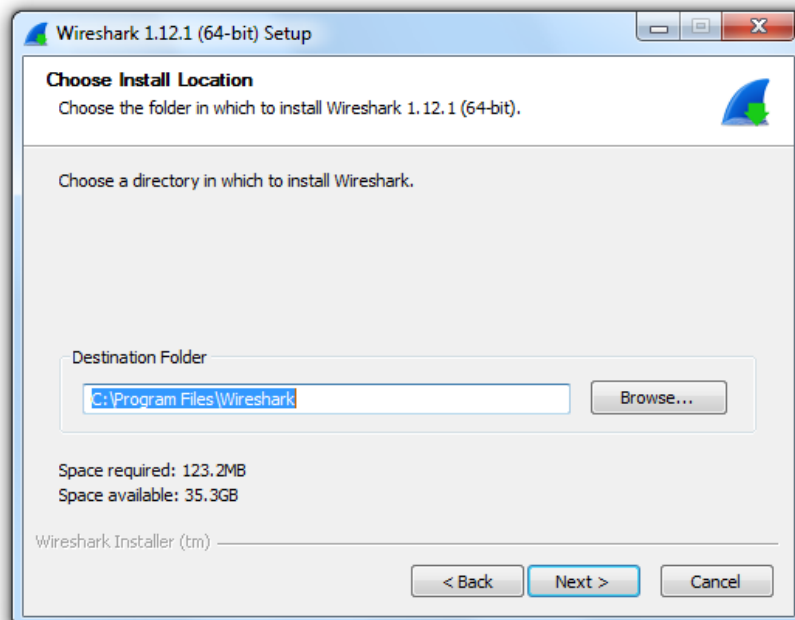 Wireshark 1.12.1 (64-bit) Setup
Choose Install Location
Choose the folder in which to install Wireshark 1.12.1 (64-bit).
Choose a directory in which to install Wireshark.
Destination Folder
C:\Program Files\Wireshark
Browse...
Space required: 123.2MB
Space available: 35.3GB
Wireshark Installer (tm)
< Back
Next >
Cancel